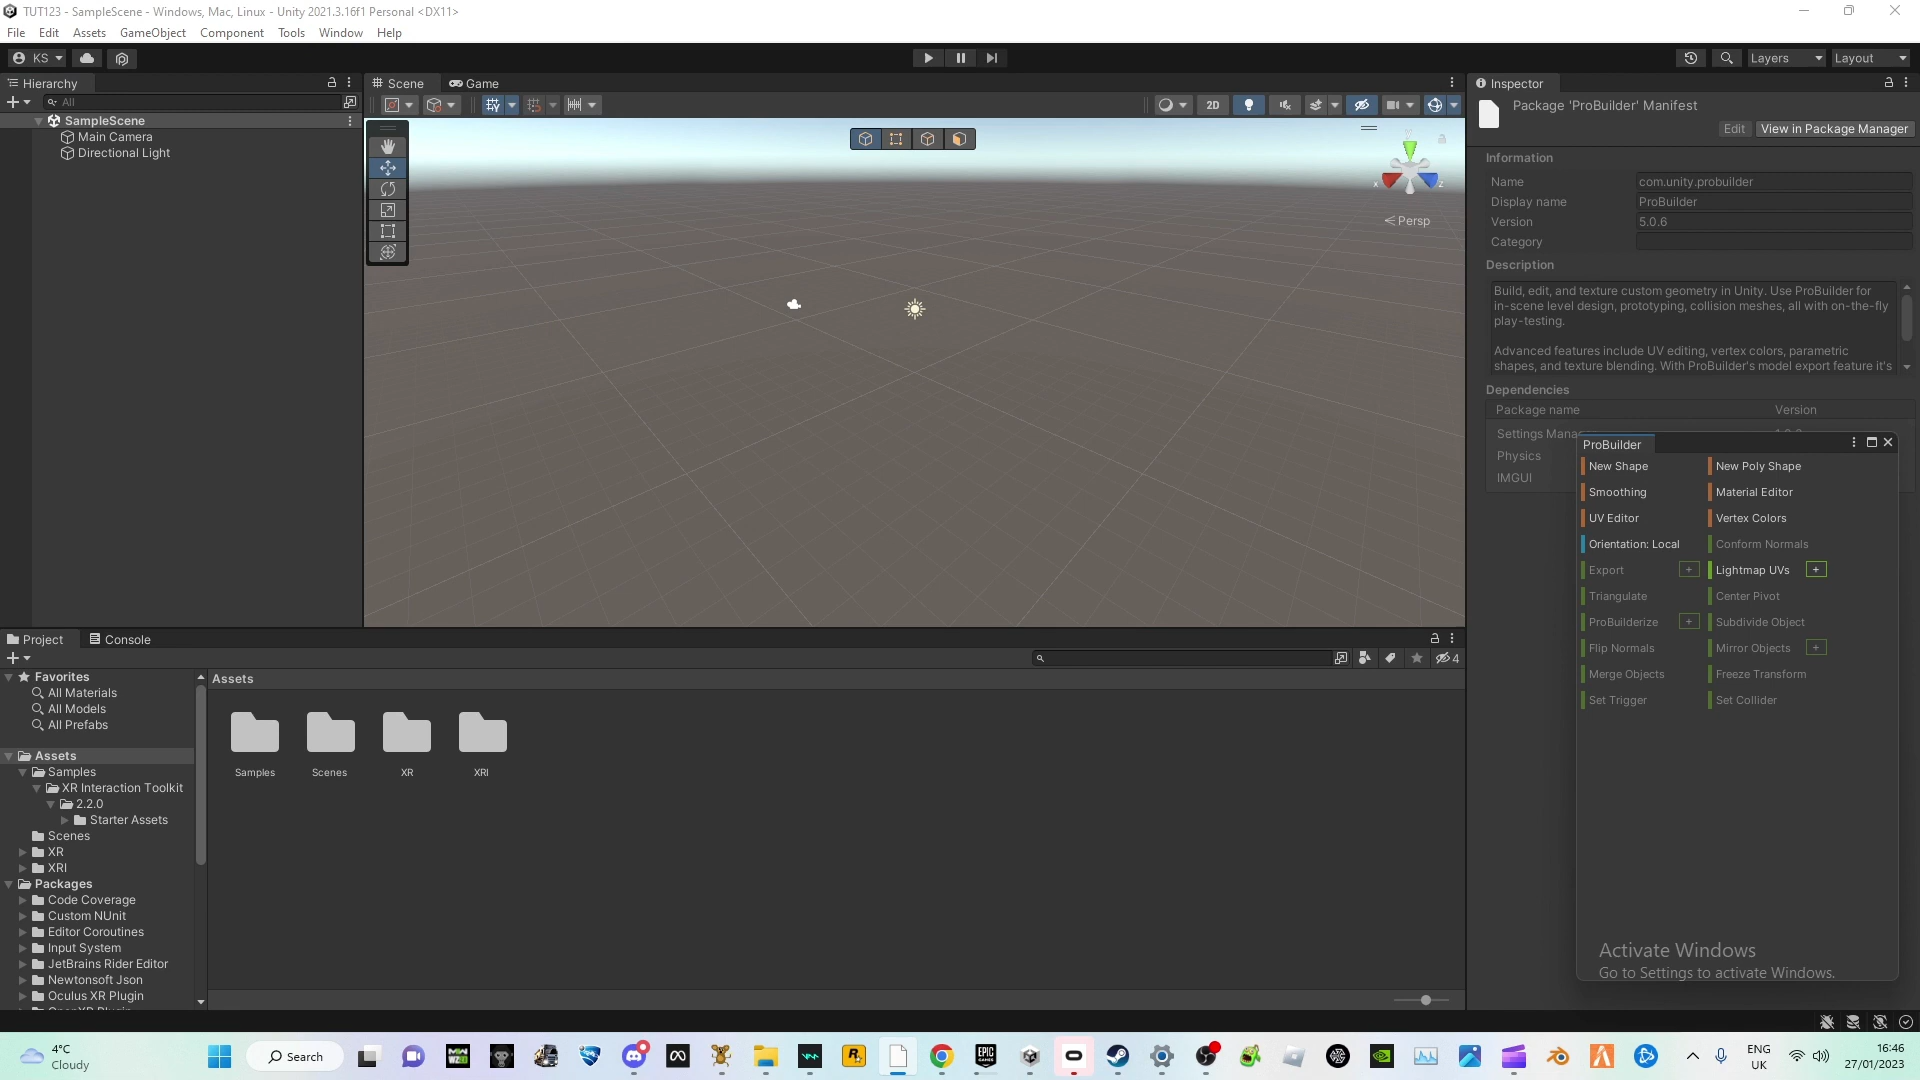 TUT123 - SampleScene - Windows, Mac, Linux - Unity 2021.3.16f1 Personal <DX11>
File Edit Assets GameObject Component Tools Window Help
KS
Layers
Layout
Hierarchy
All
SampleScene
Main Camera
Directional Light
Scene
Game
2D
Y
X
Z
Persp
Inspector
Package 'ProBuilder' Manifest
Edit
View in Package Manager
Information
Name com.unity.probuilder
Display name ProBuilder
Version 5.0.6
Category
Description
Build, edit, and texture custom geometry in Unity. Use ProBuilder for
in-scene level design, prototyping, collision meshes, all with on-the-fly
play-testing.
Advanced features include UV editing, vertex colors, parametric
shapes, and texture blending. With ProBuilder's model export feature it's
Dependencies
Package name Version
Settings
Physics
IMGUI
ProBuilder
New Shape New Poly Shape
Smoothing Material Editor
UV Editor Vertex Colors
Orientation: Local Conform Normals
Export + Lightmap UVs +
Triangulate Center Pivot
ProBuilderize + Subdivide Object
Flip Normals Mirror Objects +
Merge Objects Freeze Transform
Set Trigger Set Collider
Activate Windows
Go to Settings to activate Windows.
Project
Console
4
Favorites
All Materials
All Models
All Prefabs
Assets
Samples
XR Interaction Toolkit
2.2.0
Starter Assets
Scenes
XR
XRI
Packages
Code Coverage
Custom NUnit
Editor Coroutines
Input System
JetBrains Rider Editor
Newtonsoft Json
Oculus XR Plugin
Assets
Samples Scenes XR XRI
4°C
Cloudy
Search
EPIC
GAMES
ENG
UK
16:46
27/01/2023